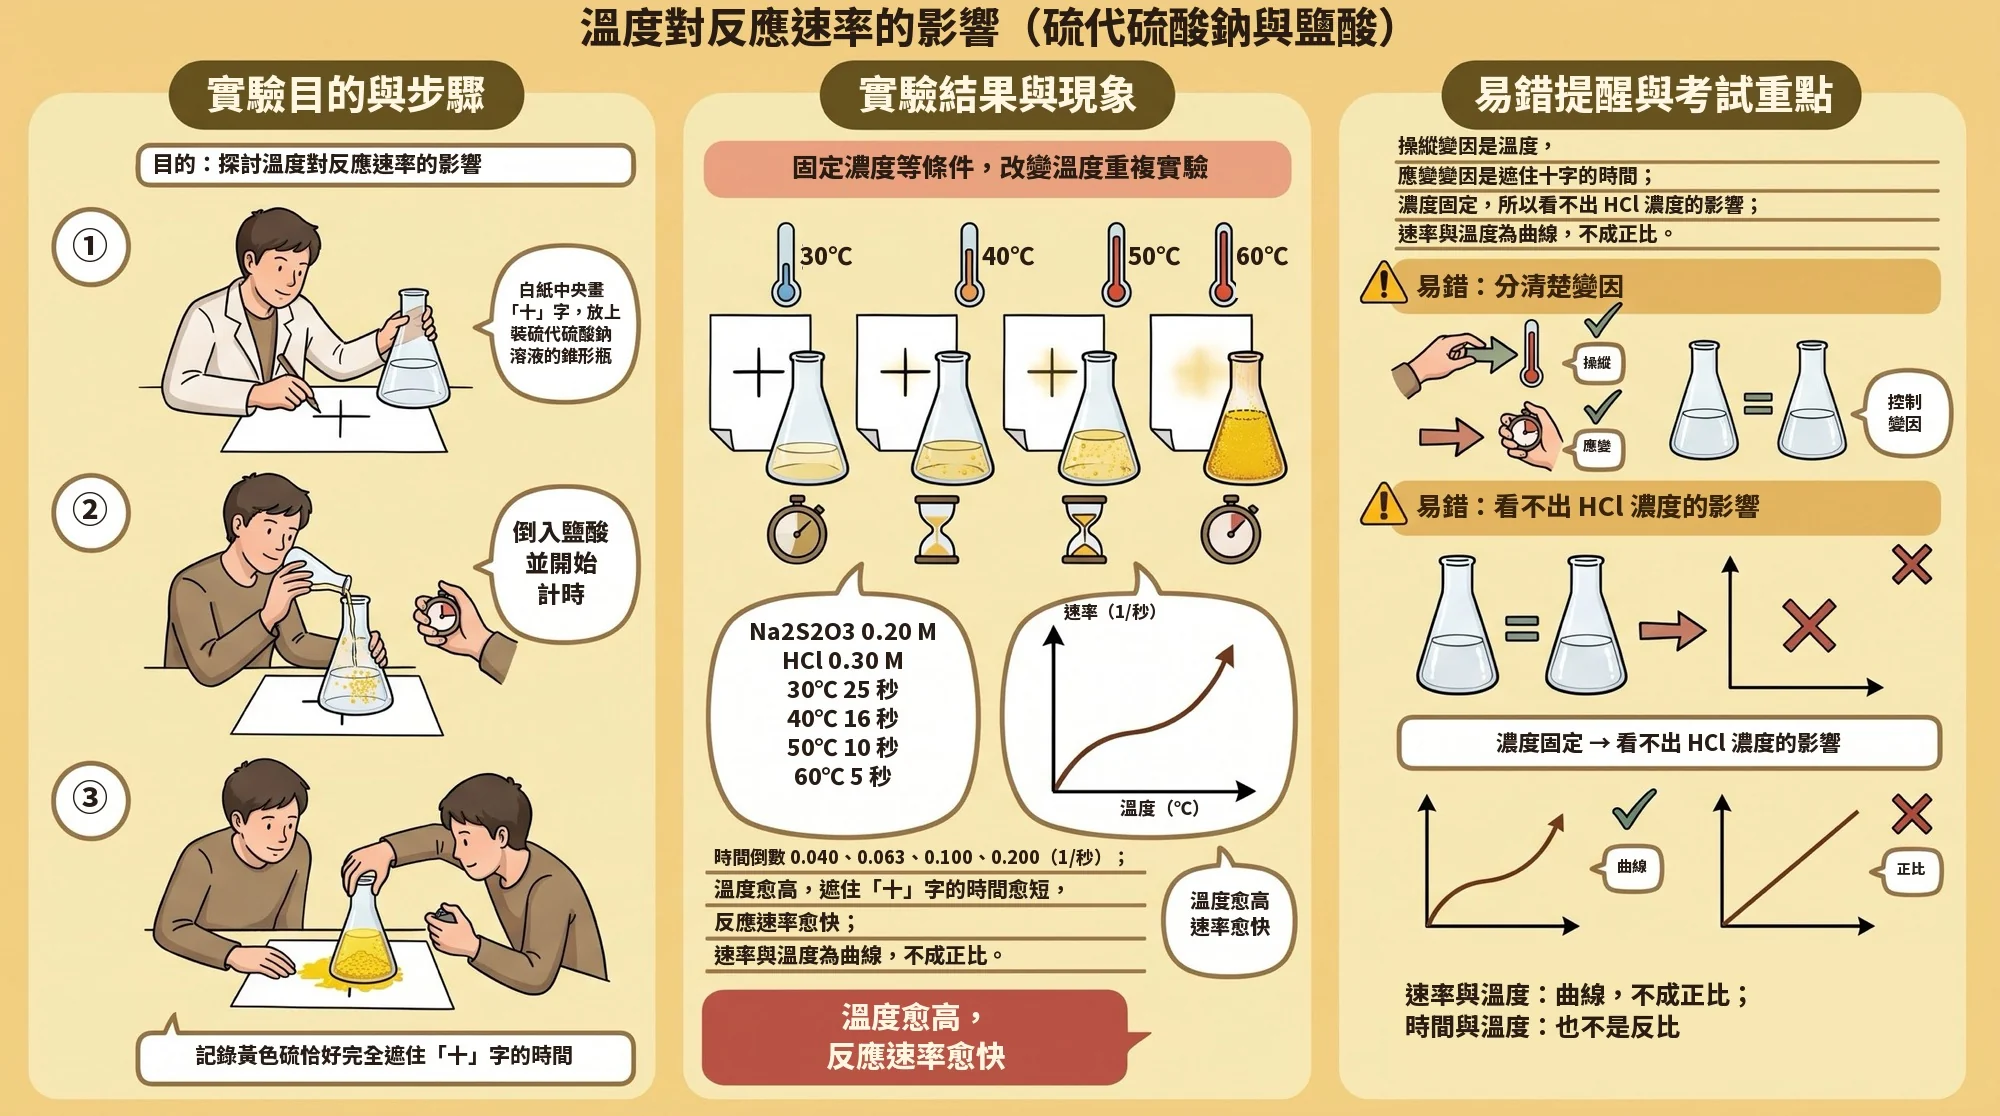 溫度對反應速率的影響（硫代硫酸鈉與鹽酸）
實驗目的與步驟
目的：探討溫度對反應速率的影響
①
白紙中央畫
「十」字，放上
裝硫代硫酸鈉
溶液的錐形瓶
②
倒入鹽酸
並開始
計時
③
記錄黃色硫恰好完全遮住「十」字的時間
實驗結果與現象
固定濃度等條件，改變溫度重複實驗
30℃
40℃
50℃
60℃
Na2S2O3 0.20 M
HCl 0.30 M
30℃ 25 秒
40℃ 16 秒
50℃ 10 秒
60℃ 5 秒
速率（1/秒）
溫度（℃）
時間倒數 0.040、0.063、0.100、0.200（1/秒）；
溫度愈高，遮住「十」字的時間愈短，
反應速率愈快；
速率與溫度為曲線，不成正比。
溫度愈高
速率愈快
溫度愈高，
反應速率愈快
易錯提醒與考試重點
操縱變因是溫度，
應變變因是遮住十字的時間；
濃度固定，所以看不出 HCl 濃度的影響；
速率與溫度為曲線，不成正比。
易錯：分清楚變因
操縱
應變
控制
變因
易錯：看不出 HCl 濃度的影響
濃度固定 → 看不出 HCl 濃度的影響
曲線
正比
速率與溫度：曲線，不成正比；
時間與溫度：也不是反比